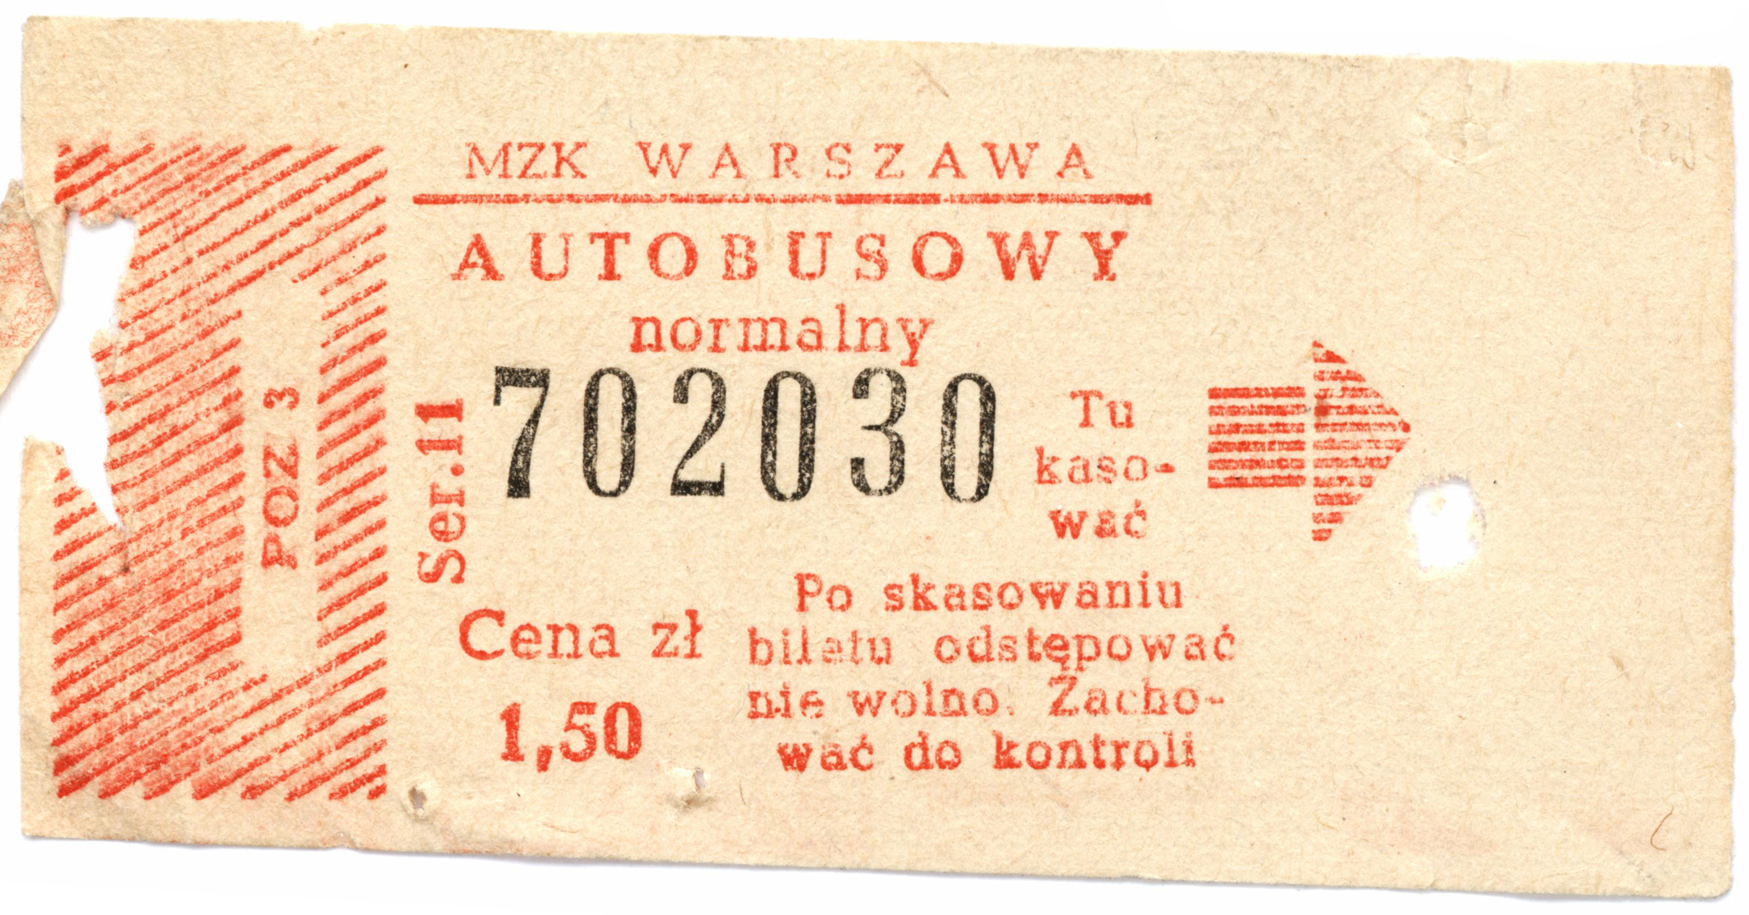 MZK WARSZAWA
AUTOBUSOWY
normalny
POZ 3
Ser.11
702030
Tu
kaso-
wać
Cena zł
1,50
Po skasowaniu
biletu odstępować
nie wolno. Zacho-
wać do kontroli